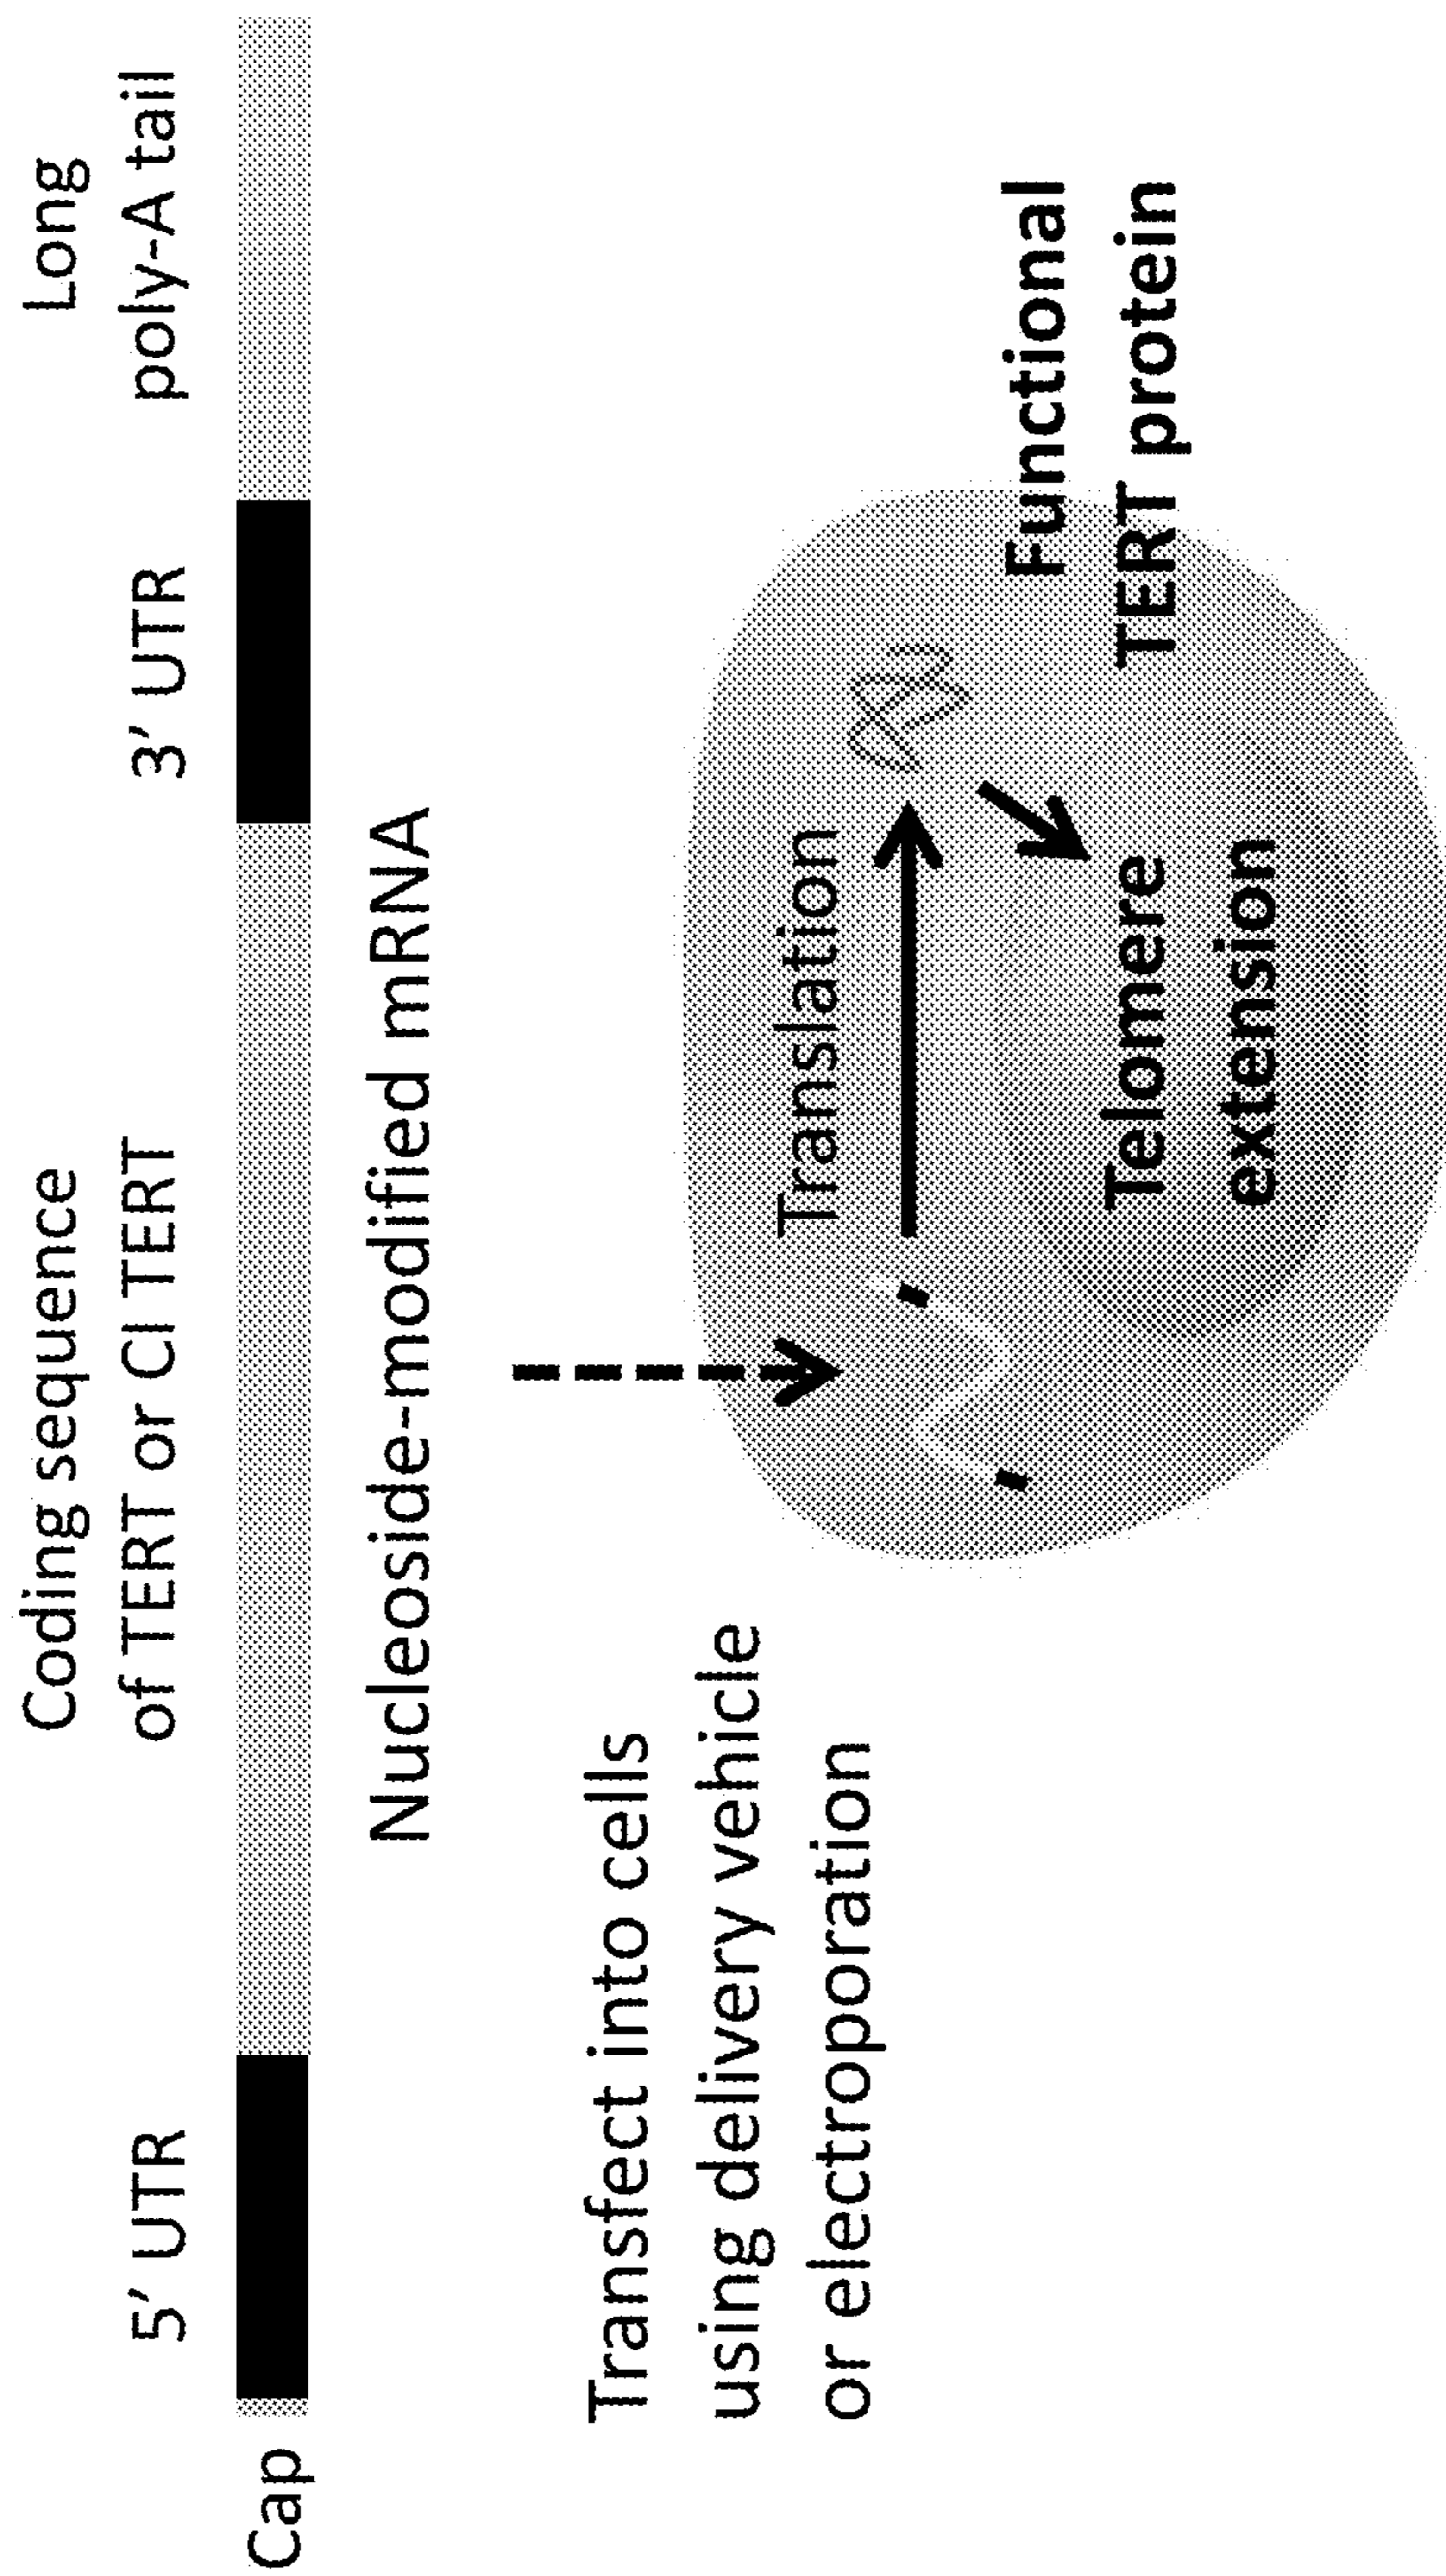 Coding sequence
of TERT or CI TERT
Long
poly-A tail
5′ UTR
3′ UTR
Cap
Nucleoside-modified mRNA
Transfect into cells
using delivery vehicle
or electroporation
Translation
Functional
TERT protein
Telomere
extension